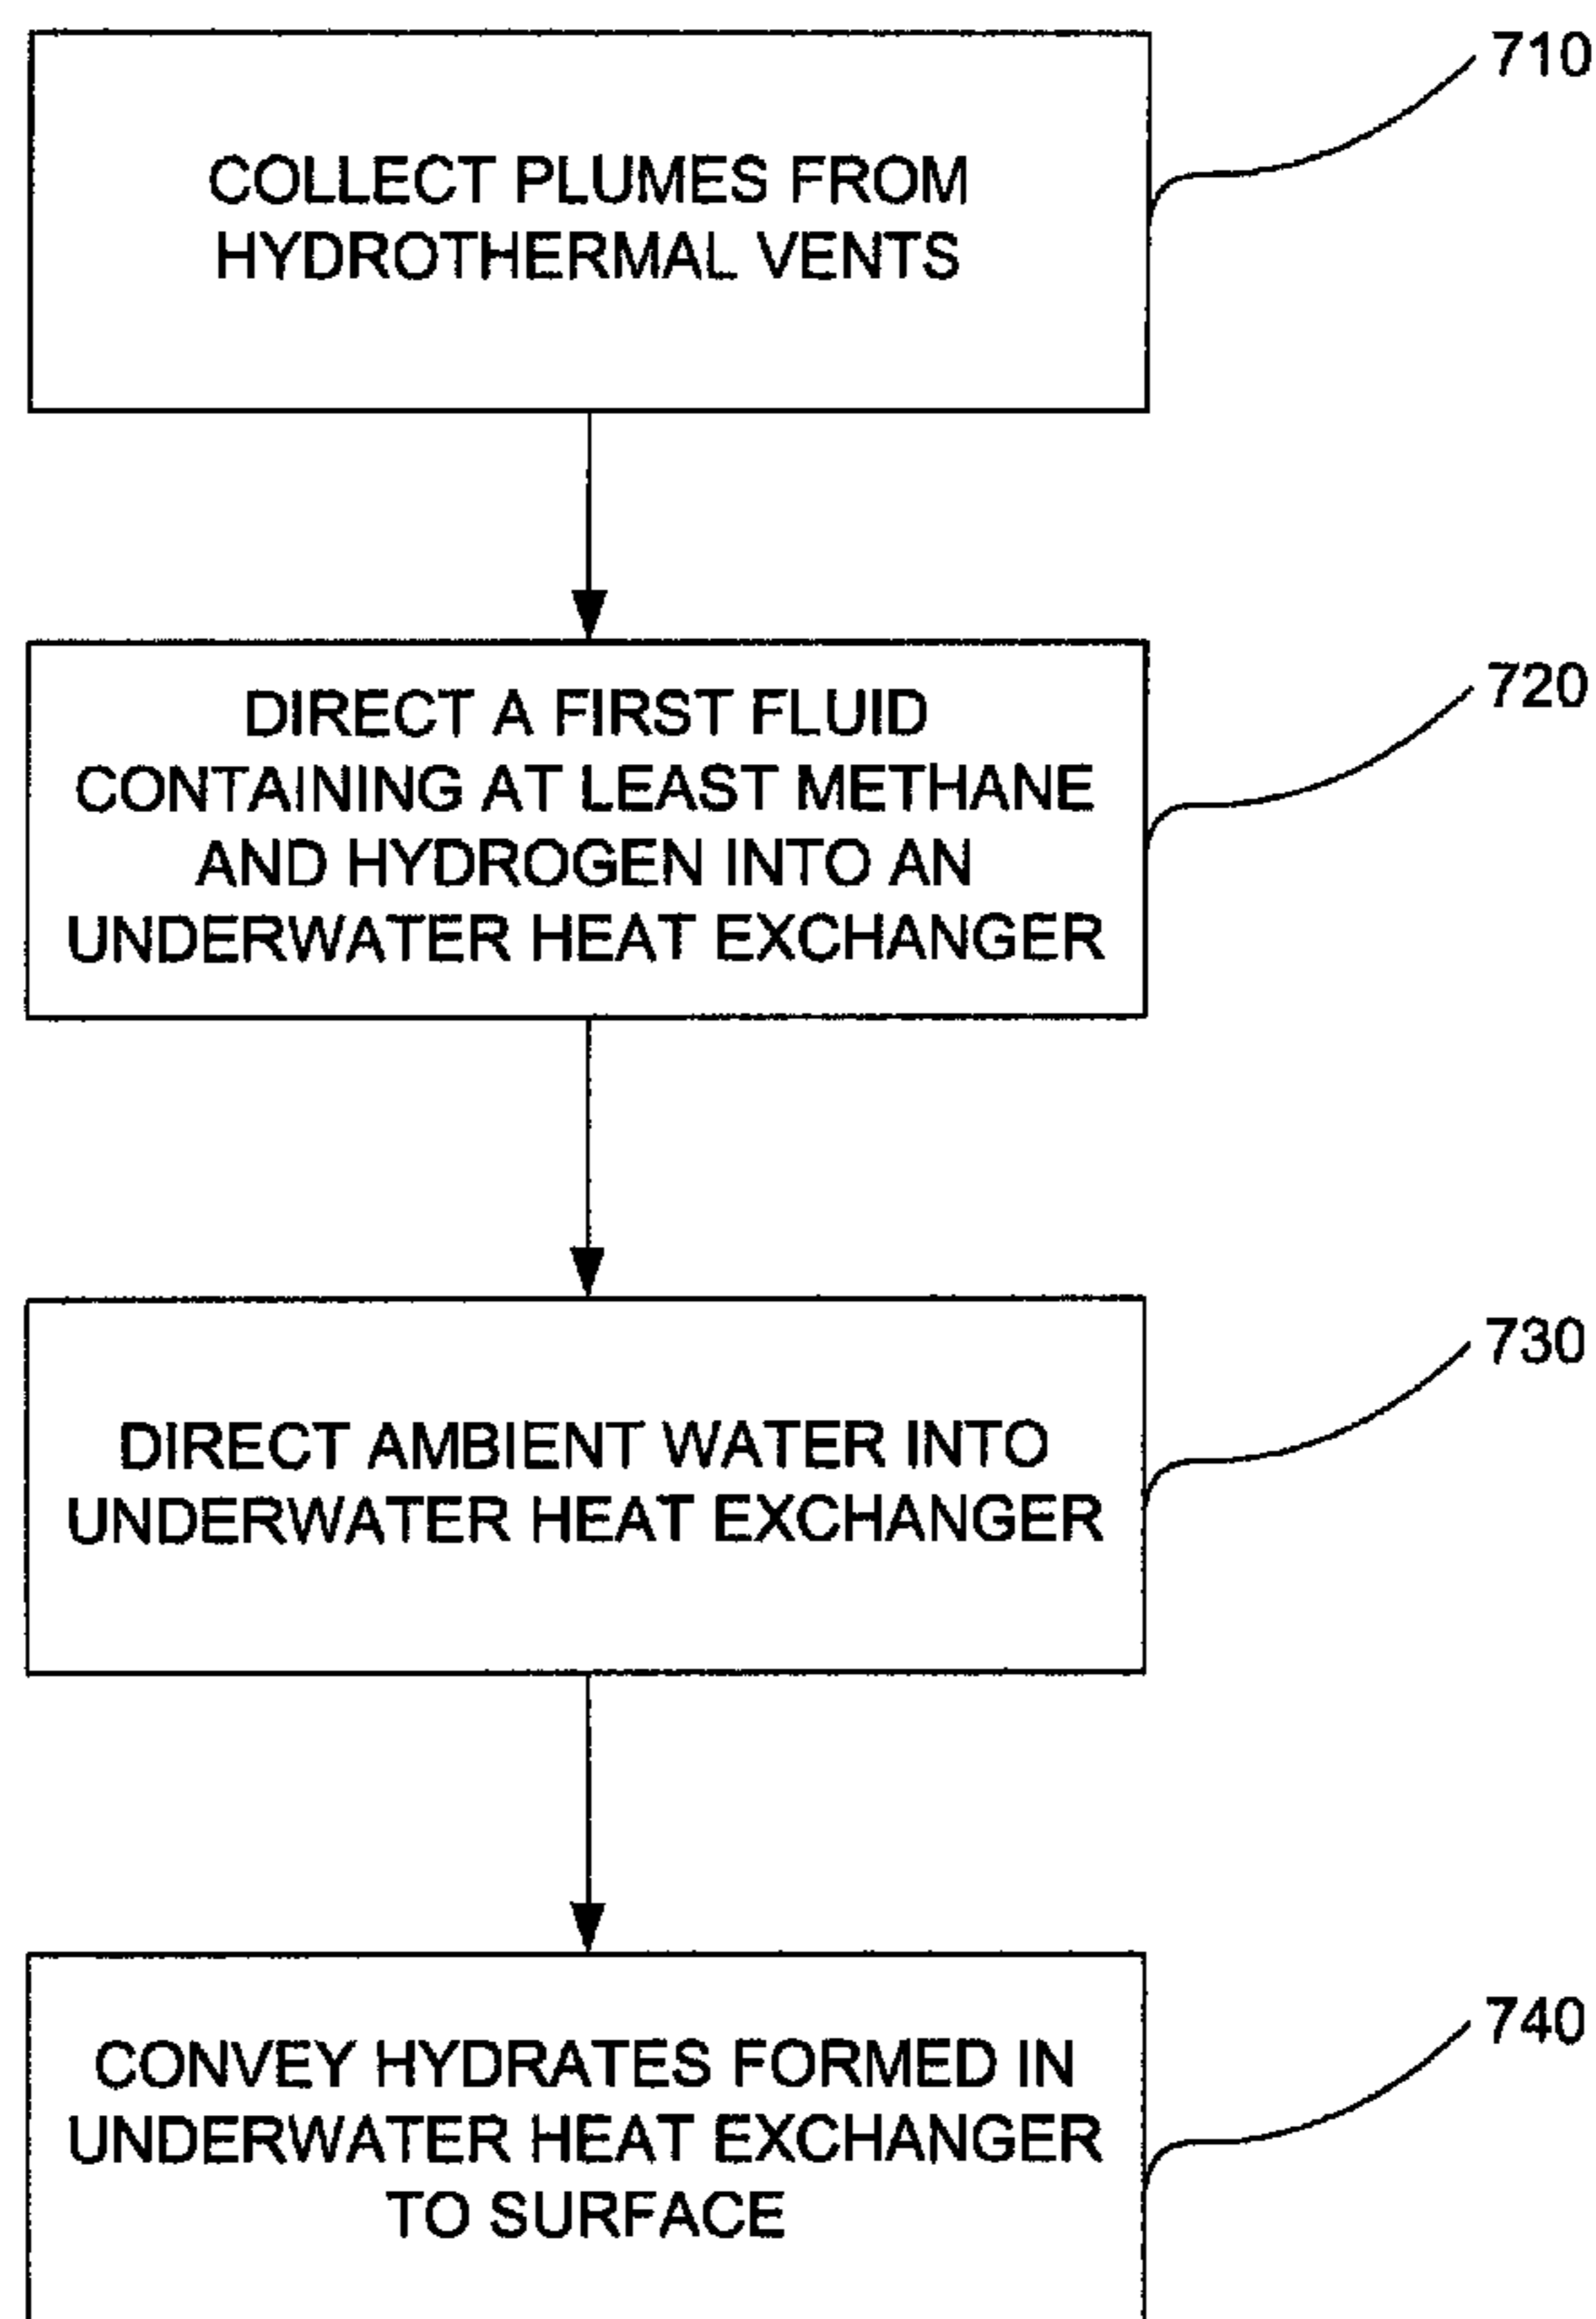 710
COLLECT PLUMES FROM
HYDROTHERMAL VENTS
720
DIRECT A FIRST FLUID
CONTAINING AT LEAST METHANE
AND HYDROGEN INTO AN
UNDERWATER HEAT EXCHANGER
730
DIRECT AMBIENT WATER INTO
UNDERWATER HEAT EXCHANGER
740
CONVEY HYDRATES FORMED IN
UNDERWATER HEAT EXCHANGER
TO SURFACE